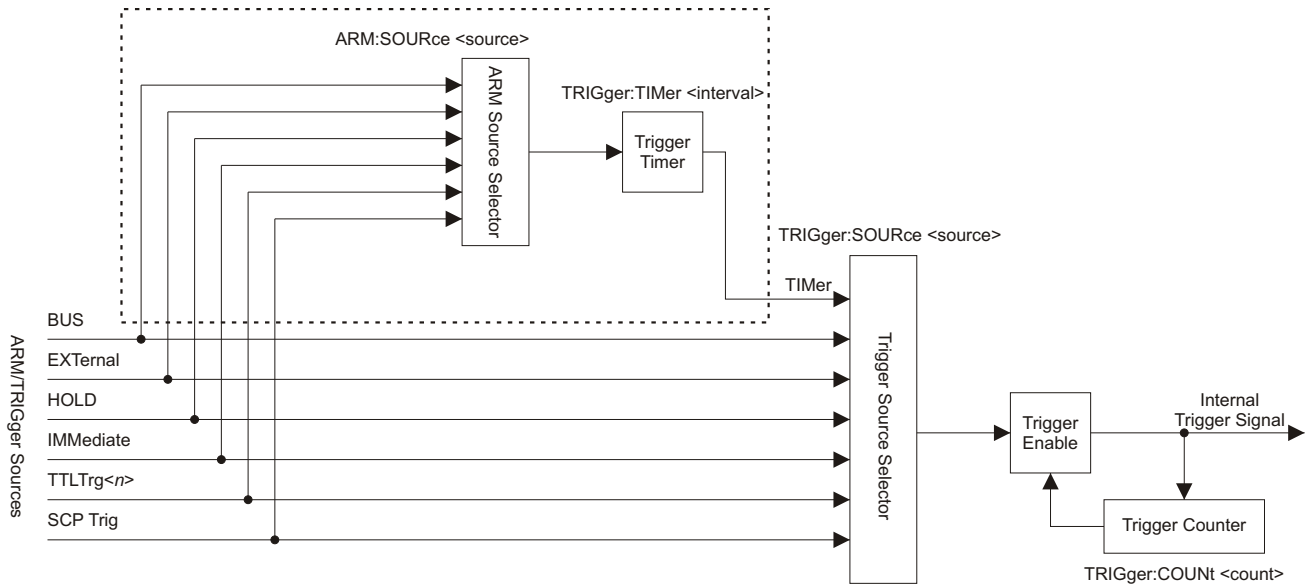 ARM:SOURce <source>
ARM Source Selector
TRIGger:TIMer <interval>
Trigger
Timer
TRIGger:SOURce <source>
TIMer
Trigger Source Selector
ARM/TRIGger Sources
BUS
EXTernal
HOLD
IMMediate
TTLTrg<n>
SCP Trig
Trigger
Enable
Internal
Trigger Signal
Trigger Counter
TRIGger:COUNt <count>